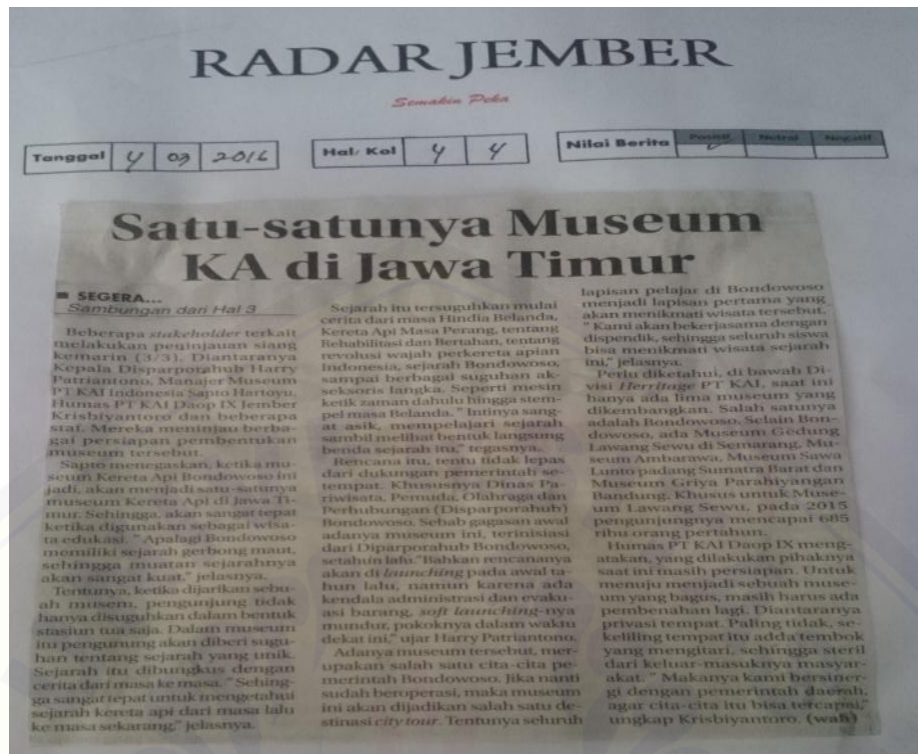 RADAR JEMBER
Semakin Peka
Tanggal 4 03 2016
Hal/Kol 4 4
Nilai Berita Positif Netral Negatif
Satu-satunya Museum
KA di Jawa Timur
SEGERA...
Sambungan dari Hal 3
Beberapa stakeholder terkait
melakukan peninjauan siang
kemarin (3/3). Diantaranya
Kepala Disparporahub Harry
Patriantono, Manajer Museum
PT KAI Indonesia Sapto Hartoyu,
Humas PT KAI Daop IX Jember
Krisbiyantoro dan beberapa
staf. Mereka meninjau berba-
gai persiapan pembentukan
museum tersebut.
Sapto menegaskan, ketika mu-
seum Kereta Api Bondowoso ini
jadi, akan menjadi satu-satunya
museum Kereta Api di Jawa Ti-
mur. Sehingga, akan sangat tepat
ketika digunakan sebagai wisa-
ta edukasi. "Apalagi Bondowoso
memiliki sejarah gerbong maut,
sehingga muatan sejarahnya
akan sangat kuat," jelasnya.
Tentunya, ketika dijarikan sebu-
ah musem, pengunjung tidak
hanya disuguhkan dalam bentuk
stasiun tua saja. Dalam museum
itu pengunung akan diberi sugu-
han tentang sejarah yang unik.
Sejarah itu dibungkus dengan
cerita dari masa ke masa. "Sehing-
ga sangat tepat untuk mengetahui
sejarah kereta api dari masa lalu
ke masa sekarang," jelasnya.
Sejarah itu tersuguhkan mulai
cerita dari masa Hindia Belanda,
Kereta Api Masa Perang, tentang
Rehabilitasi dan Bertahan, tentang
revolusi wajah perkereta apian
Indonesia, sejarah Bondowoso,
sampai berbagai suguhan ak-
seksoris langka. Seperti mesin
ketik zaman dahulu hingga stem-
pel masa Belanda. " Intinya sang-
at asik, mempelajari sejarah
sambil melihat bentuk langsung
benda sejarah itu," tegasnya.
Rencana itu, tentu tidak lepas
dari dukungan pemerintah se-
tempat. Khususnya Dinas Pa-
riwisata, Pemuda, Olahraga dan
Perhubungan (Disparporahub)
Bondowoso. Sebab gagasan awal
adanya museum ini, terinisiasi
dari Diparporahub Bondowoso,
setahun lalu."Bahkan rencananya
akan di launching pada awal ta-
hun lalu, namun karena ada
kendala administrasi dan evaku-
asi barang, soft launching-nya
mundur, pokoknya dalam waktu
dekat ini," ujar Harry Patriantono.
Adanya museum tersebut, mer-
upakan salah satu cita-cita pe-
merintah Bondowoso. Jika nanti
sudah beroperasi, maka museum
ini akan dijadikan salah satu de-
stinasi city tour. Tentunya seluruh
lapisan pelajar di Bondowoso
menjadi lapisan pertama yang
akan menikmati wisata tersebut.
" Kami akan bekerjasama dengan
dispendik, sehingga seluruh siswa
bisa menikmati wisata sejarah
ini," jelasnya.
Perlu diketahui, di bawah Di-
visi Herritage PT KAI, saat ini
hanya ada lima museum yang
dikembangkan. Salah satunya
adalah Bondowoso. Selain Bon-
dowoso, ada Museum Gedung
Lawang Sewu di Semarang, Mu-
seum Ambarawa, Museum Sawa
Lunto padang Sumatra Barat dan
Museum Griya Parahiyangan
Bandung. Khusus untuk Muse-
um Lawang Sewu, pada 2015
pengunjungnya mencapai 685
ribu orang pertahun.
Humas PT KAI Daop IX meng-
atakan, yang dilakukan pihaknya
saat ini masih persiapan. Untuk
menuju menjadi sebuah muse-
um yang bagus, masih harus ada
pembenahan lagi. Diantaranya
privasi tempat. Paling tidak, se-
keliling tempat itu adda tembok
yang mengitari, sehingga steril
dari keluar-masuknya masyar-
akat. " Makanya kami bersiner-
gi dengan pemerintah daerah,
agar cita-cita itu bisa tercapai,"
ungkap Krisbiyantoro. (wah)